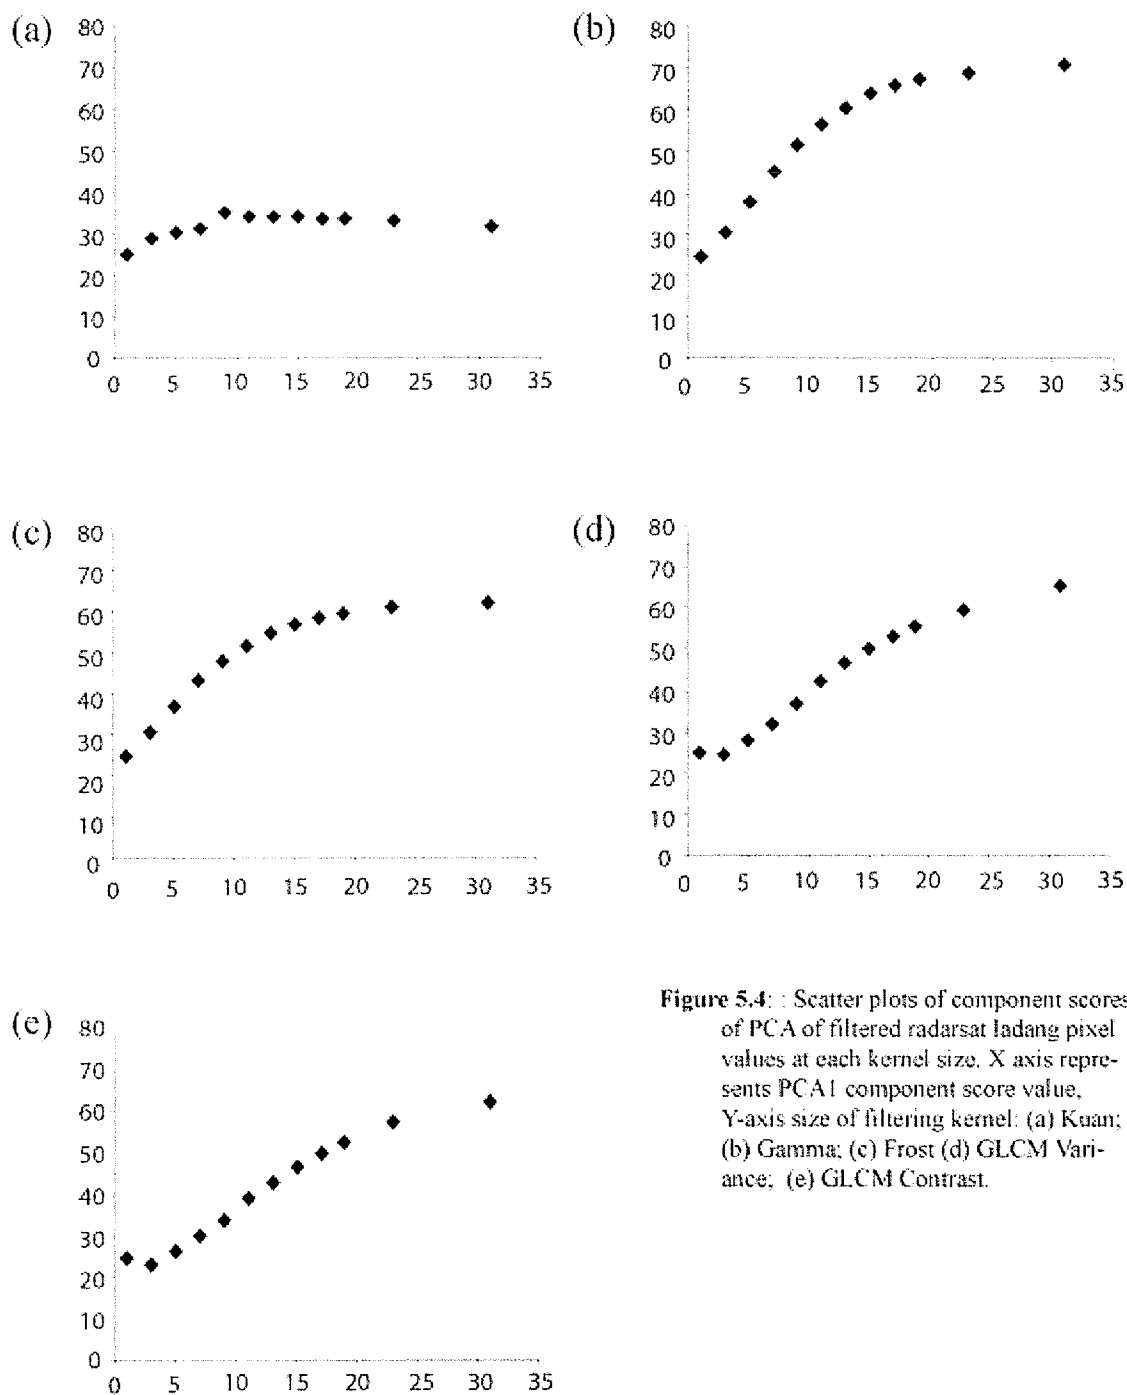 (a)
80
70
60
50
40
30
20
10
0
0 5 10 15 20 25 30 35
(b)
80
70
60
50
40
30
20
10
0
0 5 10 15 20 25 30 35
(c)
80
70
60
50
40
30
20
10
0
0 5 10 15 20 25 30 35
(d)
80
70
60
50
40
30
20
10
0
0 5 10 15 20 25 30 35
(e)
80
70
60
50
40
30
20
10
0
0 5 10 15 20 25 30 35
Figure 5.4: : Scatter plots of component scores
of PCA of filtered radarsat ladang pixel
values at each kernel size. X axis repre-
sents PCA1 component score value,
Y-axis size of filtering kernel: (a) Kuan;
(b) Gamma; (c) Frost (d) GLCM Vari-
ance; (e) GLCM Contrast.